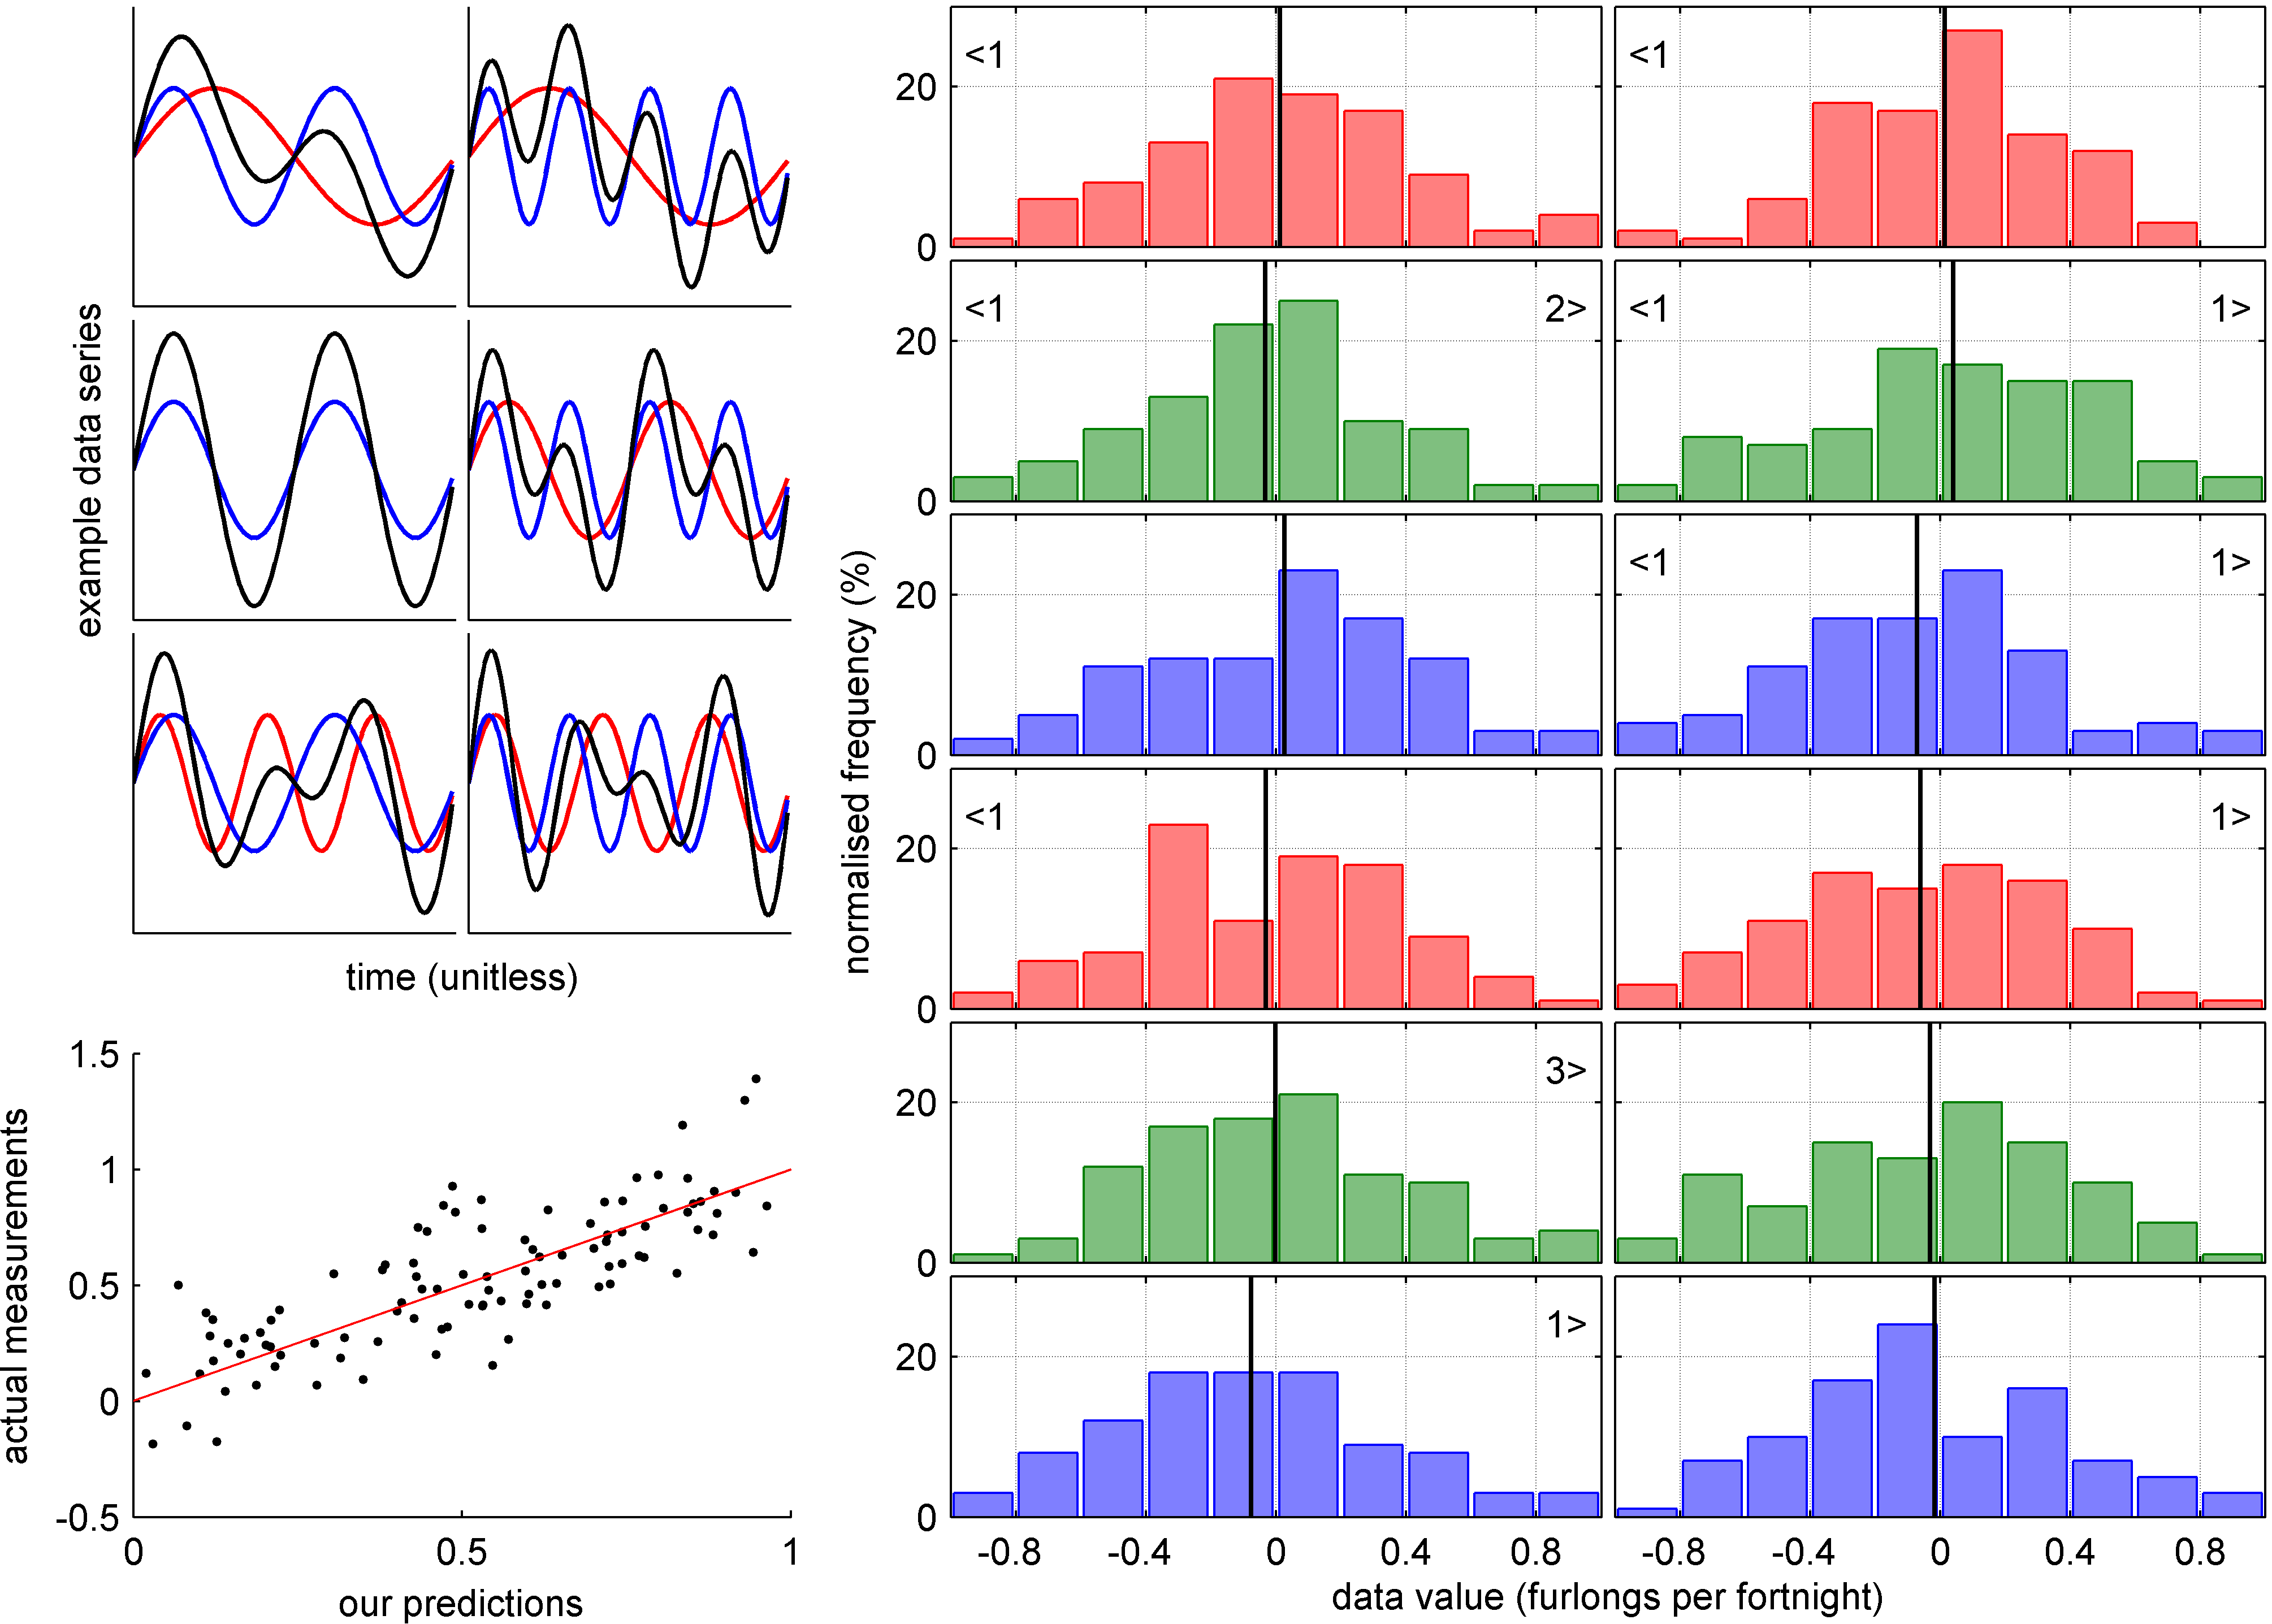 example data series
time (unitless)
1.5
1
0.5
0
-0.5
0 0.5 1
actual measurements
our predictions
normalised frequency (%)
<1 <1
20
0
<1 2> <1 1>
20
0
<1 1>
20
0
<1 1>
20
0
3>
20
0
1>
20
0
-0.8 -0.4 0 0.4 0.8 -0.8 -0.4 0 0.4 0.8
data value (furlongs per fortnight)